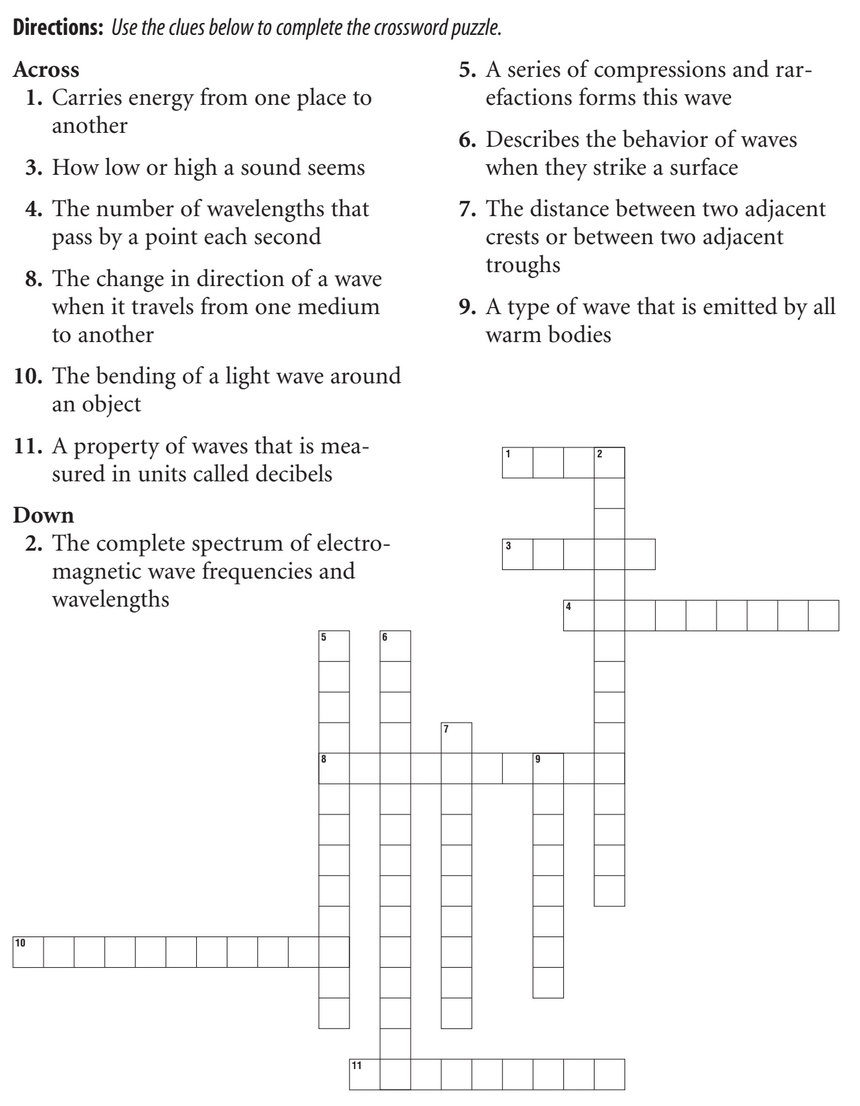 Directions: Use the clues below to complete the crossword puzzle.
Across
1. Carries energy from one place to
another
3. How low or high a sound seems
4. The number of wavelengths that
pass by a point each second
8. The change in direction of a wave
when it travels from one medium
to another
10. The bending of a light wave around
an object
11. A property of waves that is mea-
sured in units called decibels
Down
2. The complete spectrum of electro-
magnetic wave frequencies and
wavelengths
5. A series of compressions and rar-
efactions forms this wave
6. Describes the behavior of waves
when they strike a surface
7. The distance between two adjacent
crests or between two adjacent
troughs
9. A type of wave that is emitted by all
warm bodies
1 2
3
4
5 6
7
8 9
10
11